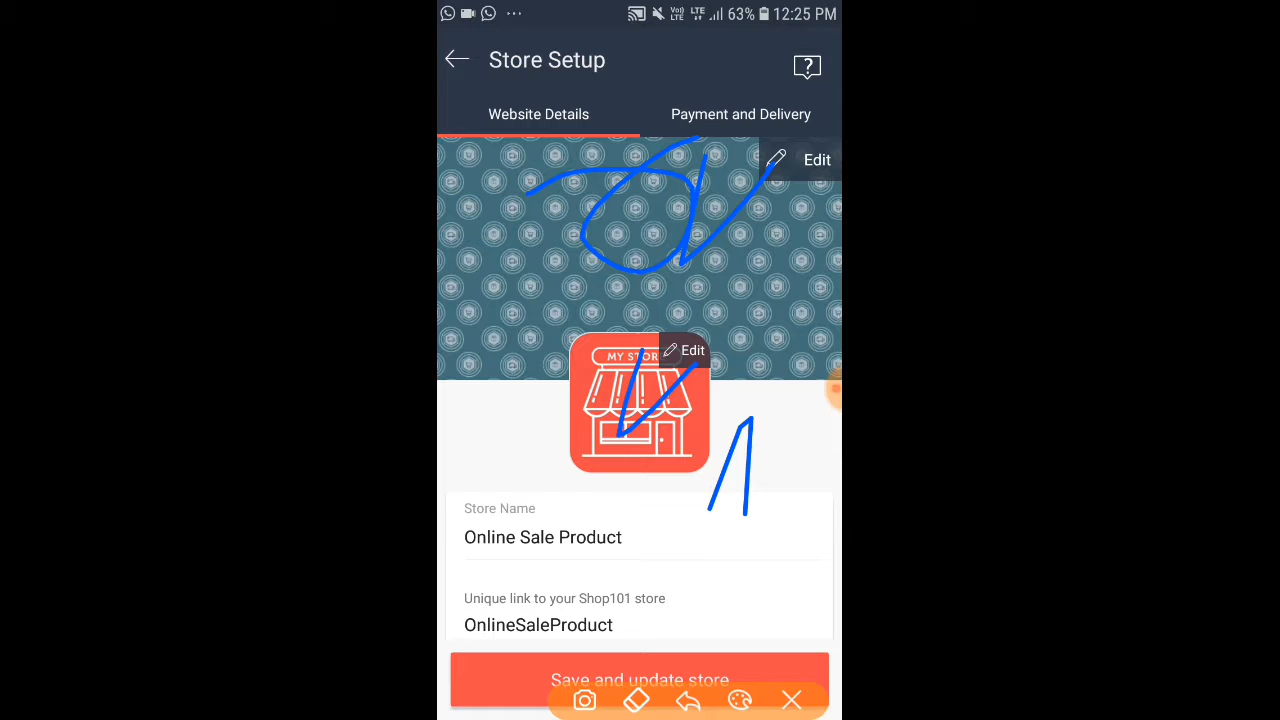 63% 12:25 PM
Store Setup
Website Details Payment and Delivery
Edit
MY STOR Edit
Store Name
Online Sale Product
Unique link to your Shop101 store
OnlineSaleProduct
Save and update store